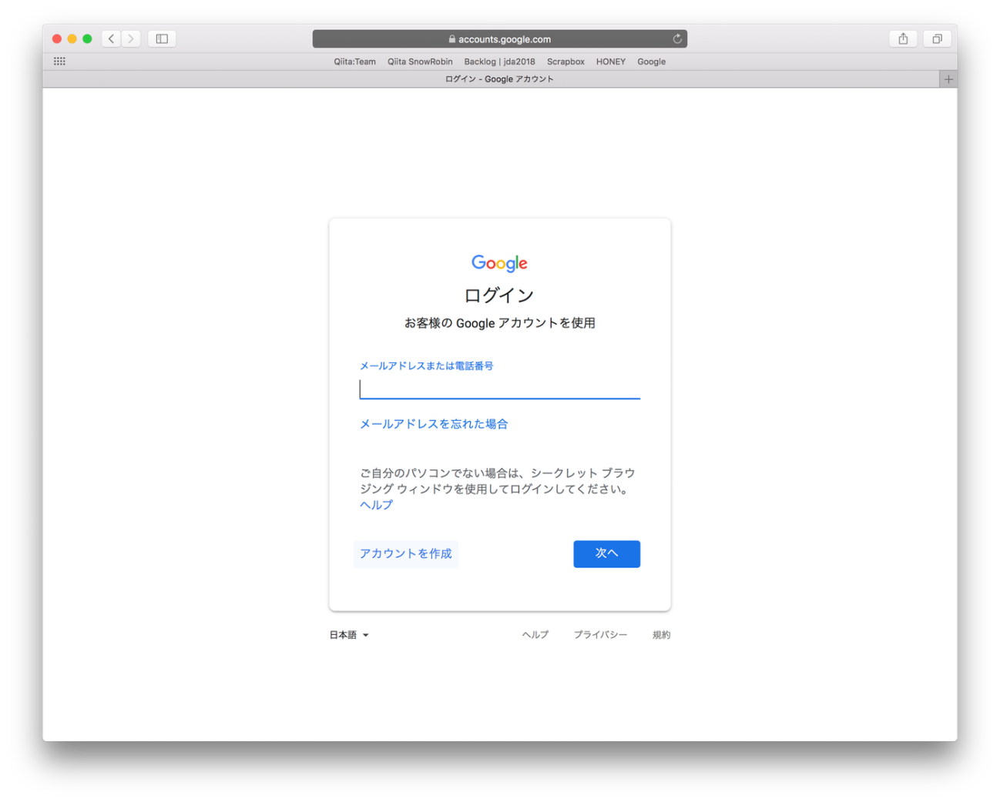 accounts.google.com
Qiita:Team Qiita SnowRobin Backlog | jda2018 Scrapbox HONEY Google
ログイン - Google アカウント
Google
ログイン
お客様の Google アカウントを使用
メールアドレスまたは電話番号
メールアドレスを忘れた場合
ご自分のパソコンでない場合は、シークレット ブラウ
ジング ウィンドウを使用してログインしてください。
ヘルプ
アカウントを作成 次へ
日本語 ヘルプ プライバシー 規約